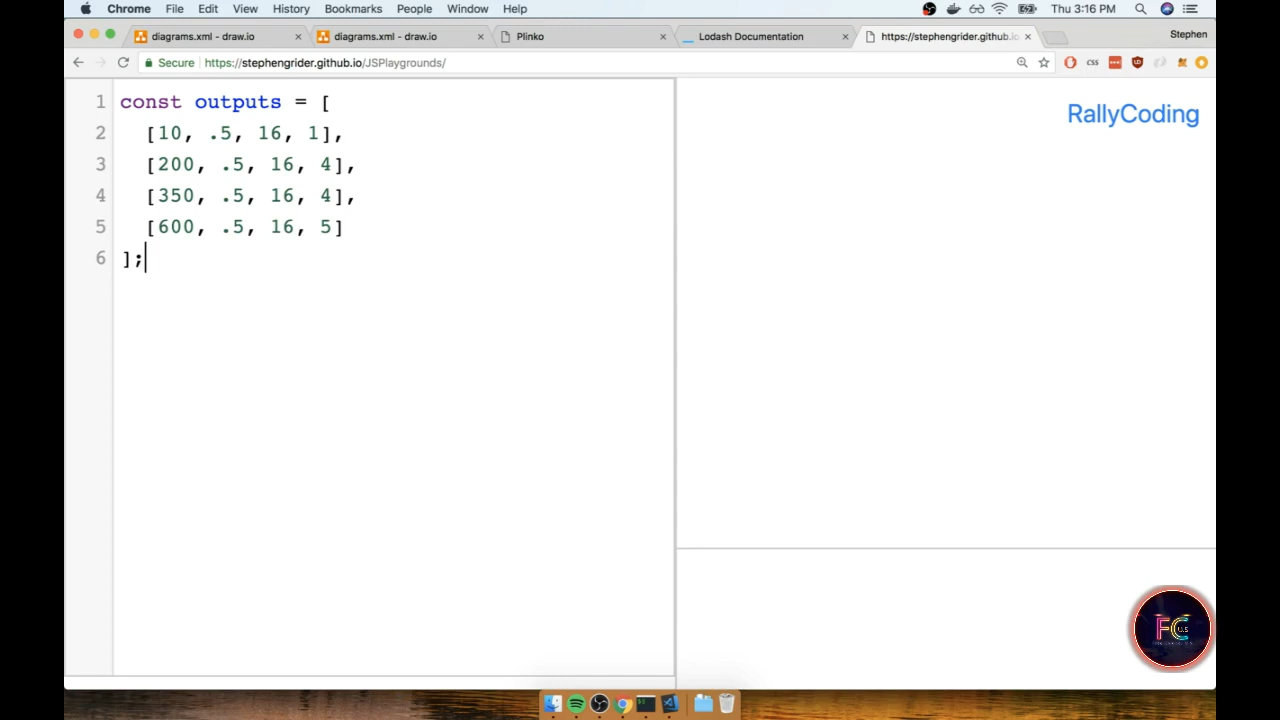 Chrome File Edit View History Bookmarks People Window Help Thu 3:16 PM
diagrams.xml - draw.io diagrams.xml - draw.io Plinko Lodash Documentation https://stephengrider.github.io Stephen
Secure https://stephengrider.github.io/JSPlaygrounds/ CSS
RallyCoding
1 const outputs = [
2 [10, .5, 16, 1],
3 [200, .5, 16, 4],
4 [350, .5, 16, 4],
5 [600, .5, 16, 5]
6 ];
FC